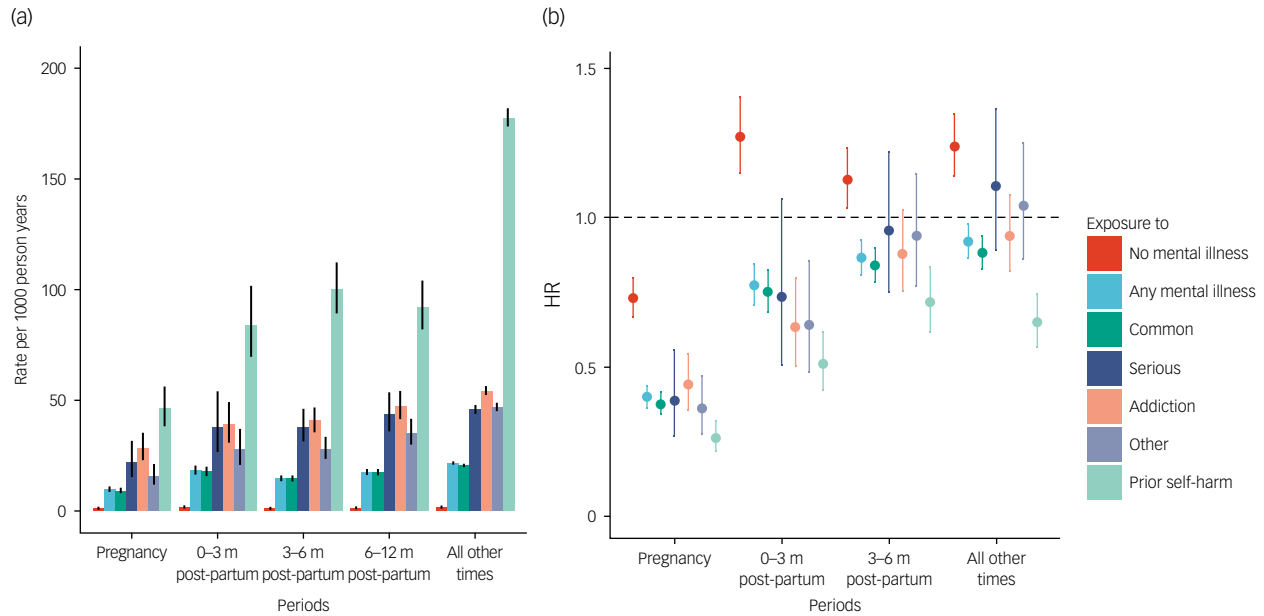 (a)
200
150
100
50
0
Rate per 1000 person years
Pregnancy
0–3 m
post-partum
3–6 m
post-partum
6–12 m
post-partum
All other
times
Periods
(b)
1.5
1.0
0.5
0
HR
Pregnancy
0–3 m
post-partum
3–6 m
post-partum
All other
times
Periods
Exposure to
No mental illness
Any mental illness
Common
Serious
Addiction
Other
Prior self-harm